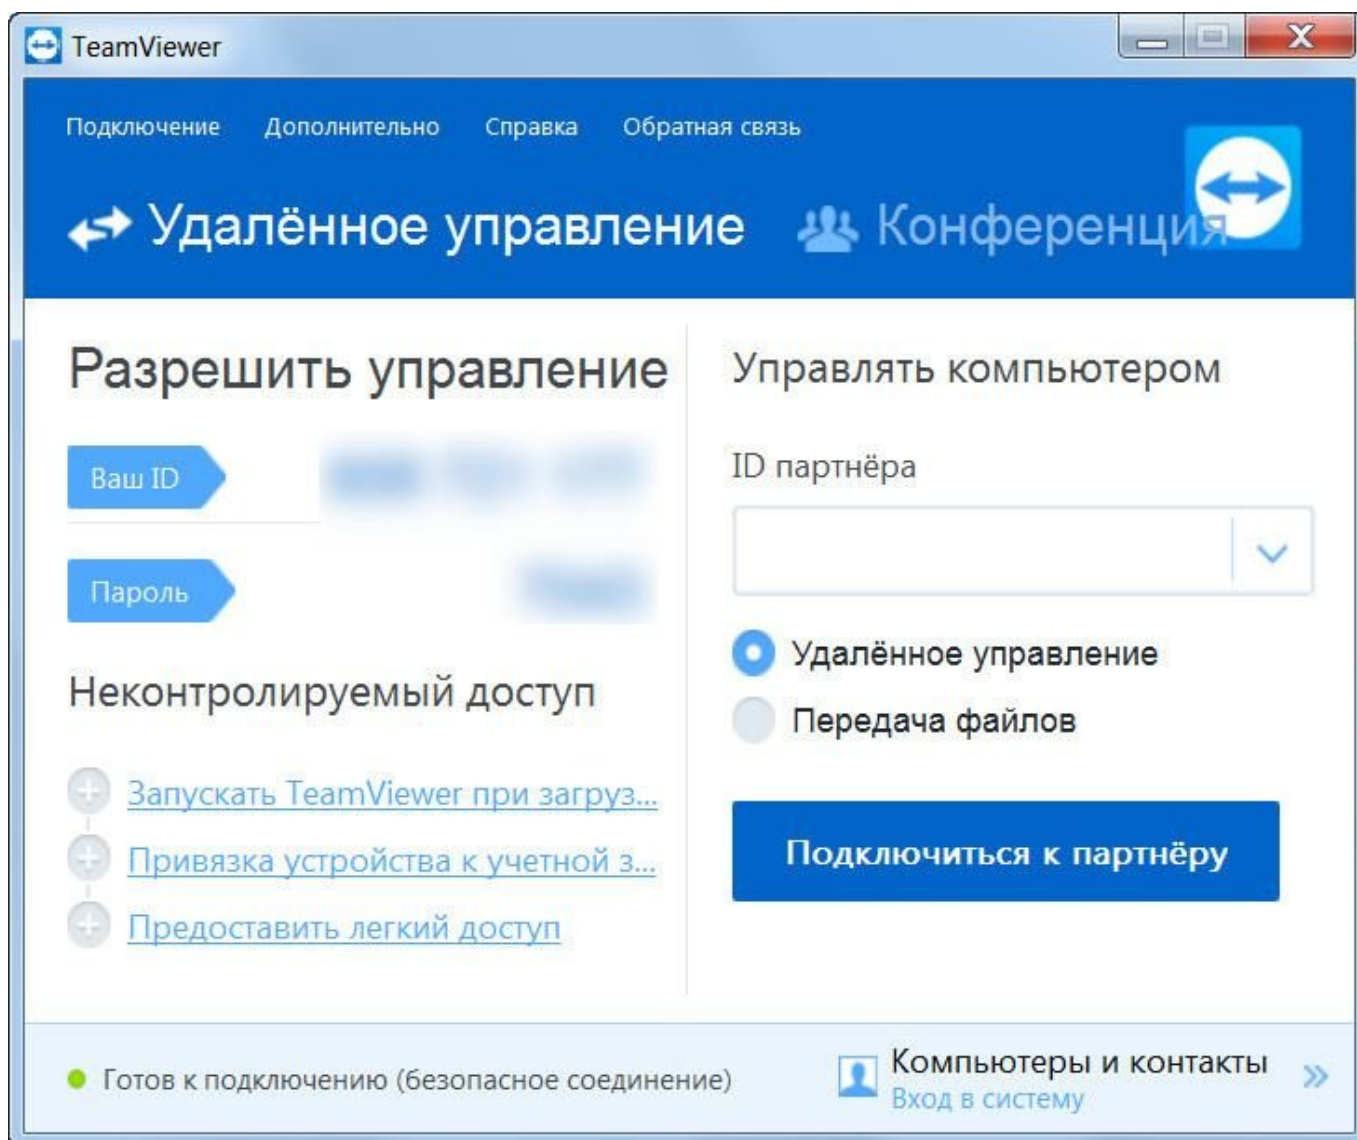 TeamViewer
Подключение Дополнительно Справка Обратная связь
Удалённое управление Конференция
Разрешить управление
Ваш ID
Пароль
Неконтролируемый доступ
Запускать TeamViewer при загруз...
Привязка устройства к учетной з...
Предоставить легкий доступ
Управлять компьютером
ID партнёра
Удалённое управление
Передача файлов
Подключиться к партнёру
Готов к подключению (безопасное соединение)
Компьютеры и контакты
Вход в систему